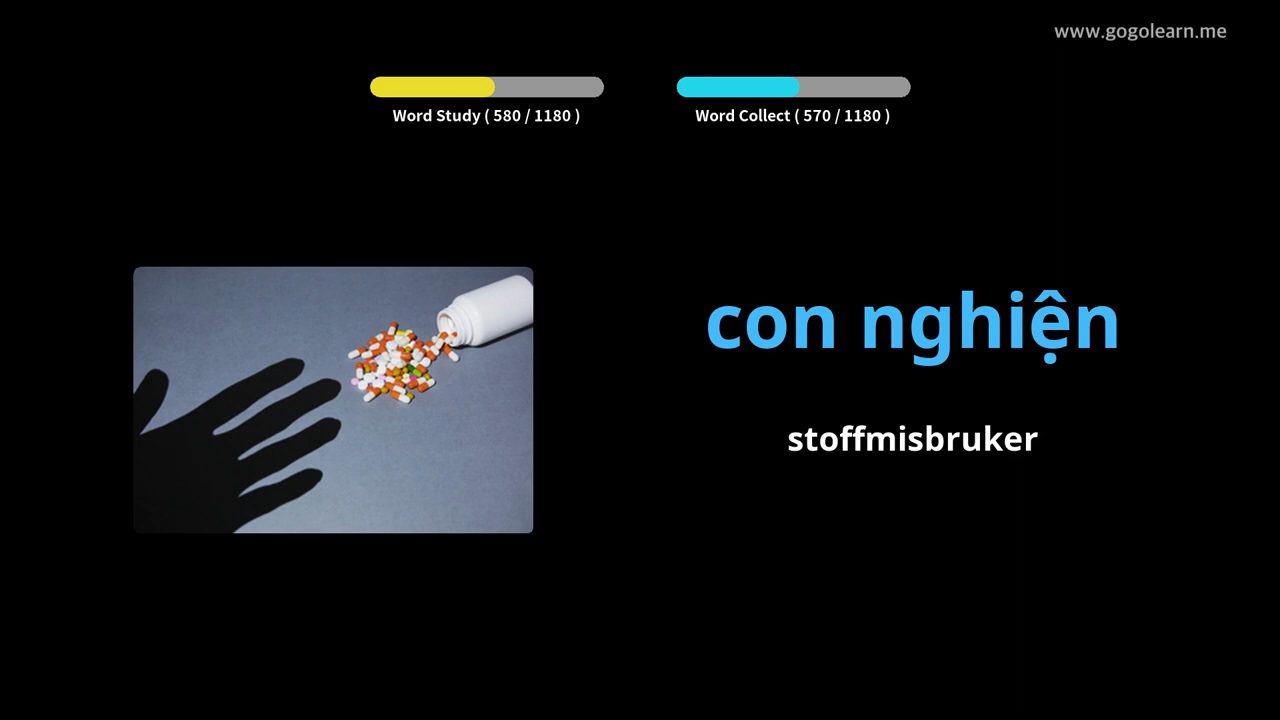 www.gogolearn.me
Word Study ( 580 / 1180 )
Word Collect ( 570 / 1180 )
con nghiện
stoffmisbruker